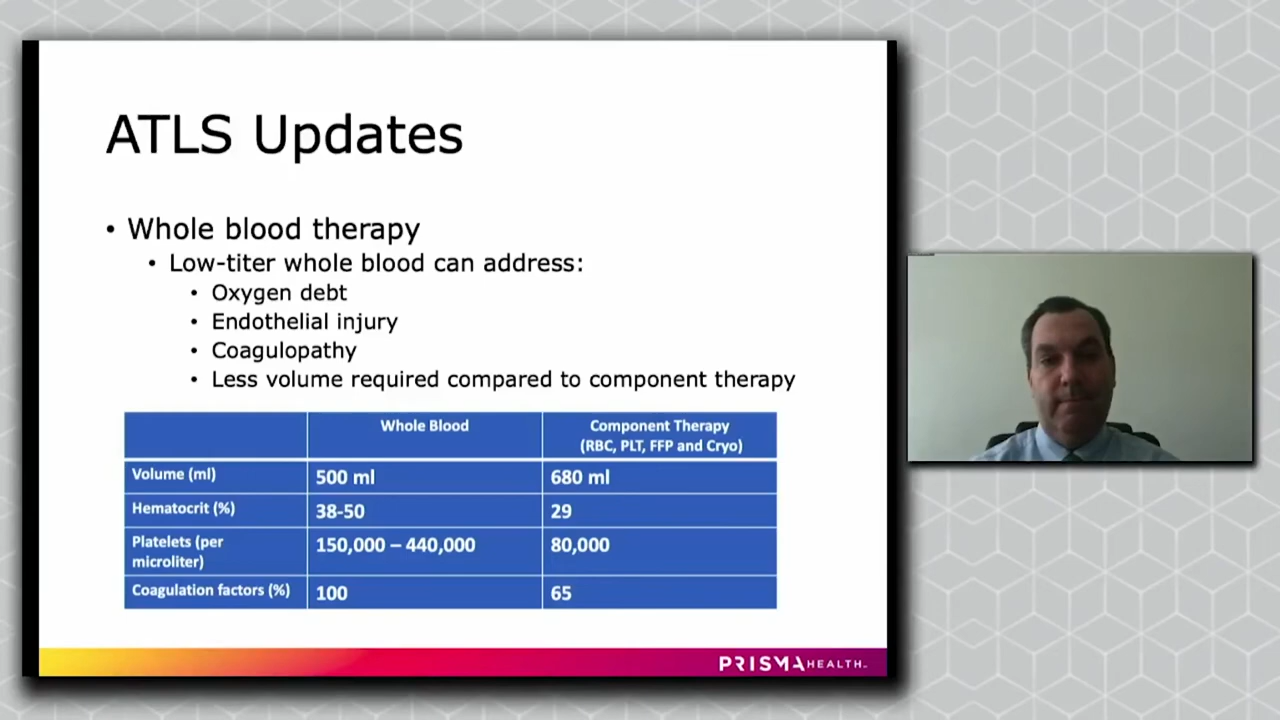 ATLS Updates
• Whole blood therapy
• Low-titer whole blood can address:
• Oxygen debt
• Endothelial injury
• Coagulopathy
• Less volume required compared to component therapy
Whole Blood
Component Therapy
(RBC, PLT, FFP and Cryo)
Volume (ml)
500 ml
680 ml
Hematocrit (%)
38-50
29
Platelets (per
microliter)
150,000 – 440,000
80,000
Coagulation factors (%)
100
65
PRISMA HEALTH